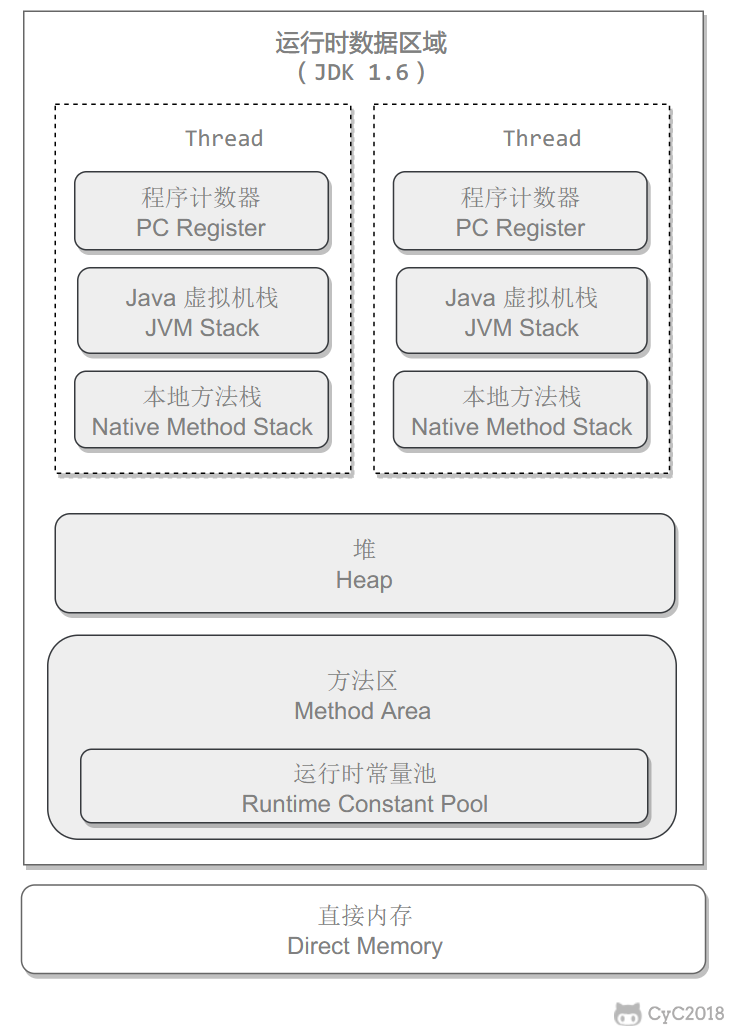 运行时数据区域
( JDK 1.6 )
Thread
程序计数器
PC Register
Java 虚拟机栈
JVM Stack
本地方法栈
Native Method Stack
Thread
程序计数器
PC Register
Java 虚拟机栈
JVM Stack
本地方法栈
Native Method Stack
堆
Heap
方法区
Method Area
运行时常量池
Runtime Constant Pool
直接内存
Direct Memory
CyC2018